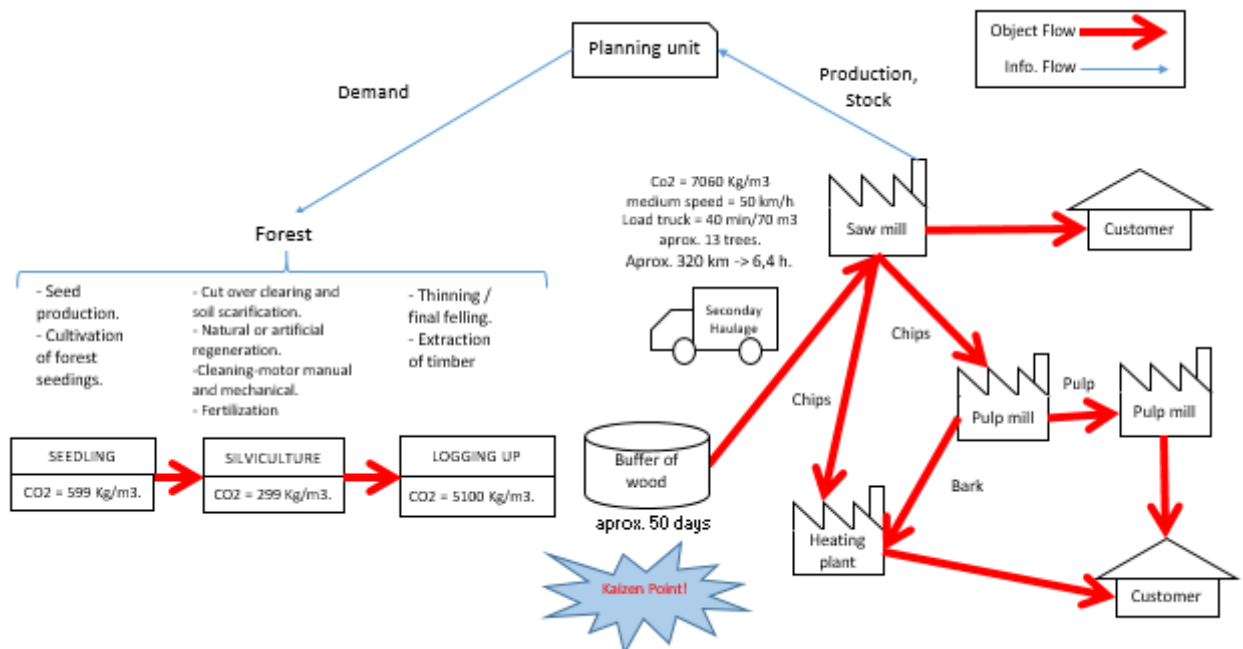 Planning unit
Object Flow
Info. Flow
Demand
Production,
Stock
Co2 = 7060 Kg/m3
medium speed = 50 km/h
Load truck = 40 min/70 m3
aprox. 13 trees.
Aprox. 320 km -> 6,4 h.
Saw mill
Customer
Forest
- Seed
production.
- Cultivation
of forest
seedings.
- Cut over clearing and
soil scarification.
- Natural or artificial
regeneration.
-Cleaning-motor manual
and mechanical.
- Fertilization
- Thinning /
final felling.
- Extraction
of timber
Seconday
Haulage
Chips
Chips
Pulp mill
Pulp
Pulp mill
SEEDLING
CO2 = 599 Kg/m3.
SILVICULTURE
CO2 = 299 Kg/m3.
LOGGING UP
CO2 = 5100 Kg/m3.
Buffer of
wood
aprox. 50 days
Bark
Heating
plant
Kaizen Point!
Customer